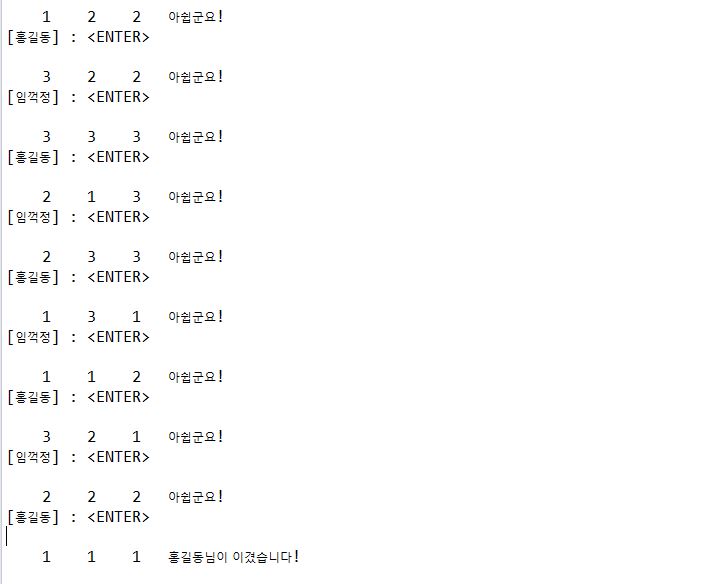 1 2 2 아쉽군요!
[홍길동] : <ENTER>
3 2 2 아쉽군요!
[임꺽정] : <ENTER>
3 3 3 아쉽군요!
[홍길동] : <ENTER>
2 1 3 아쉽군요!
[임꺽정] : <ENTER>
2 3 3 아쉽군요!
[홍길동] : <ENTER>
1 3 1 아쉽군요!
[임꺽정] : <ENTER>
1 1 2 아쉽군요!
[홍길동] : <ENTER>
3 2 1 아쉽군요!
[임꺽정] : <ENTER>
2 2 2 아쉽군요!
[홍길동] : <ENTER>
1 1 1 홍길동님이 이겼습니다!